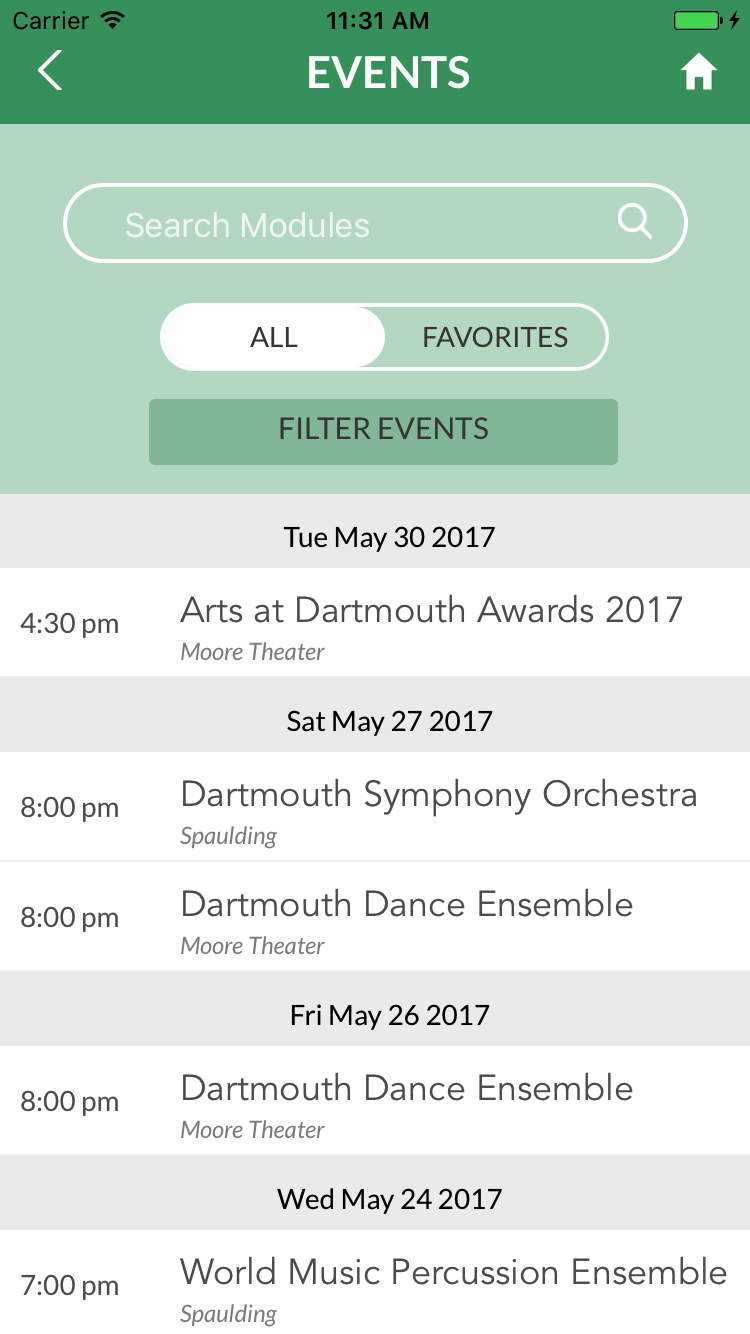 Carrier 11:31 AM
EVENTS
Search Modules
ALL FAVORITES
FILTER EVENTS
Tue May 30 2017
4:30 pm Arts at Dartmouth Awards 2017
Moore Theater
Sat May 27 2017
8:00 pm Dartmouth Symphony Orchestra
Spaulding
8:00 pm Dartmouth Dance Ensemble
Moore Theater
Fri May 26 2017
8:00 pm Dartmouth Dance Ensemble
Moore Theater
Wed May 24 2017
7:00 pm World Music Percussion Ensemble
Spaulding